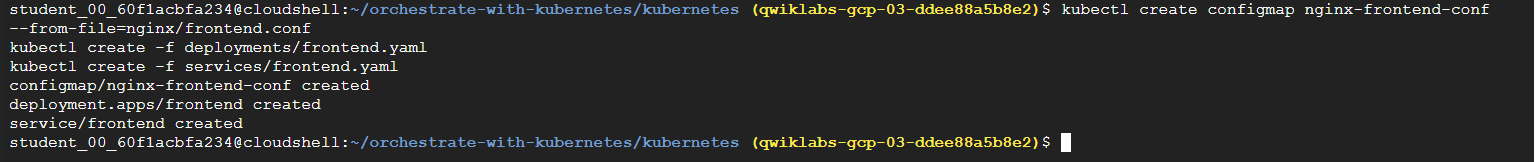 student_00_60f1acbfa234@cloudshell:~/orchestrate-with-kubernetes/kubernetes (qwiklabs-gcp-03-ddee88a5b8e2)$ kubectl create configmap nginx-frontend-conf
--from-file=nginx/frontend.conf
kubectl create -f deployments/frontend.yaml
kubectl create -f services/frontend.yaml
configmap/nginx-frontend-conf created
deployment.apps/frontend created
service/frontend created
student_00_60f1acbfa234@cloudshell:~/orchestrate-with-kubernetes/kubernetes (qwiklabs-gcp-03-ddee88a5b8e2)$